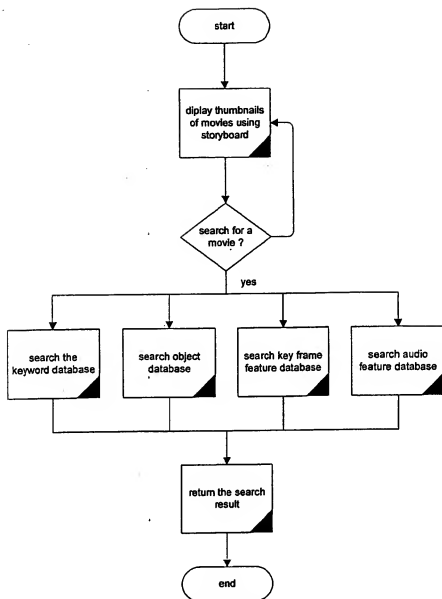 start
diplay thumbnails
of movies using
storyboard
search for a
movie ?
yes
search the
keyword database
search object
database
search key frame
feature database
search audio
feature database
return the search
result
end